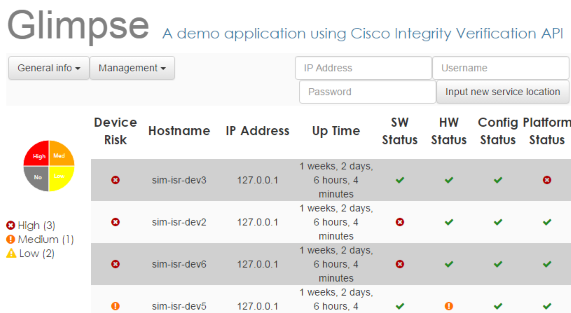 Glimpse A demo application using Cisco Integrity Verification API
General info Management IP Address Username
Password Input new service location
Device Risk Hostname IP Address Up Time SW Status HW Status Config Status Platform Status
High Med
No
sim-isr-dev3 127.0.0.1 1 weeks, 2 days, 6 hours, 4 minutes
sim-isr-dev2 127.0.0.1 1 weeks, 2 days, 6 hours, 4 minutes
sim-isr-dev6 127.0.0.1 1 weeks, 2 days, 6 hours, 4 minutes
sim-isr-dev5 127.0.0.1 1 weeks, 2 days, 6 hours, 4
High (3)
Medium (1)
Low (2)